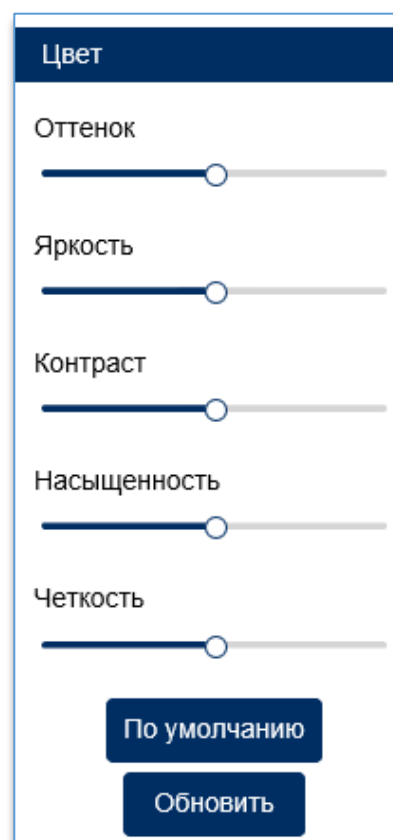 Цвет
Оттенок
Яркость
Контраст
Насыщенность
Четкость
По умолчанию
Обновить